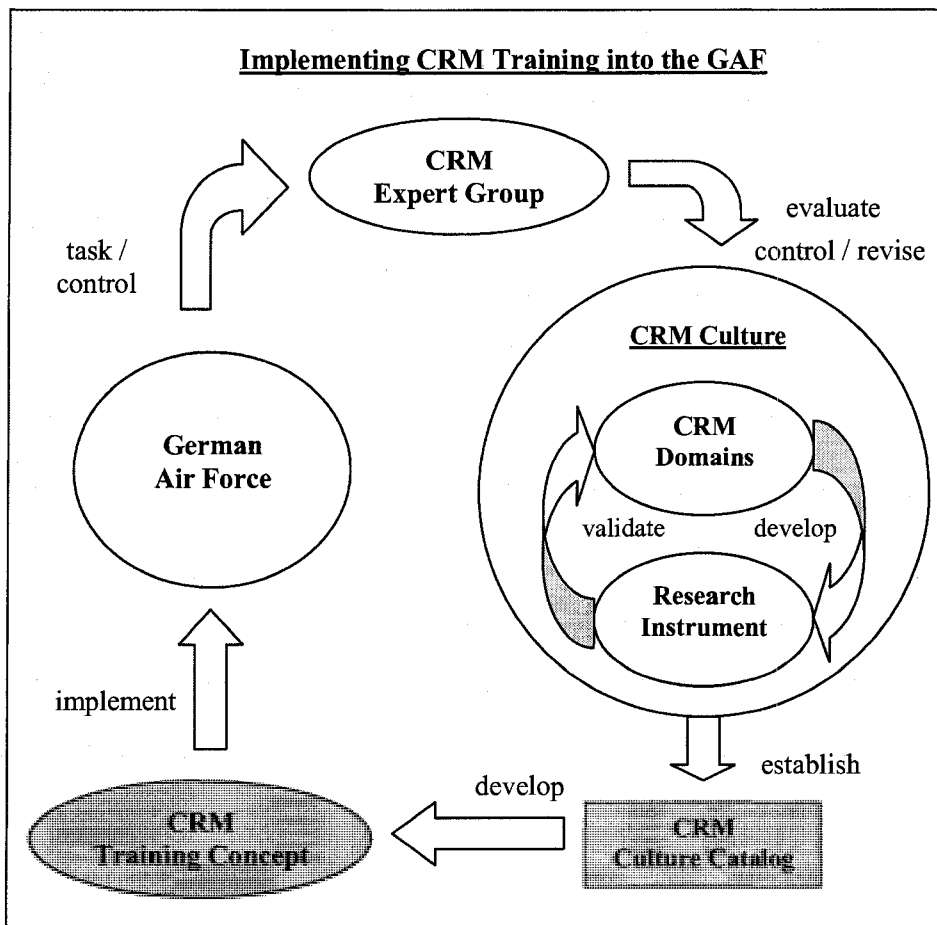 Implementing CRM Training into the GAF
CRM
Expert Group
evaluate
control / revise
task /
control
CRM Culture
CRM
Domains
German
Air Force
validate
develop
Research
Instrument
implement
establish
develop
CRM
Training Concept
CRM
Culture Catalog